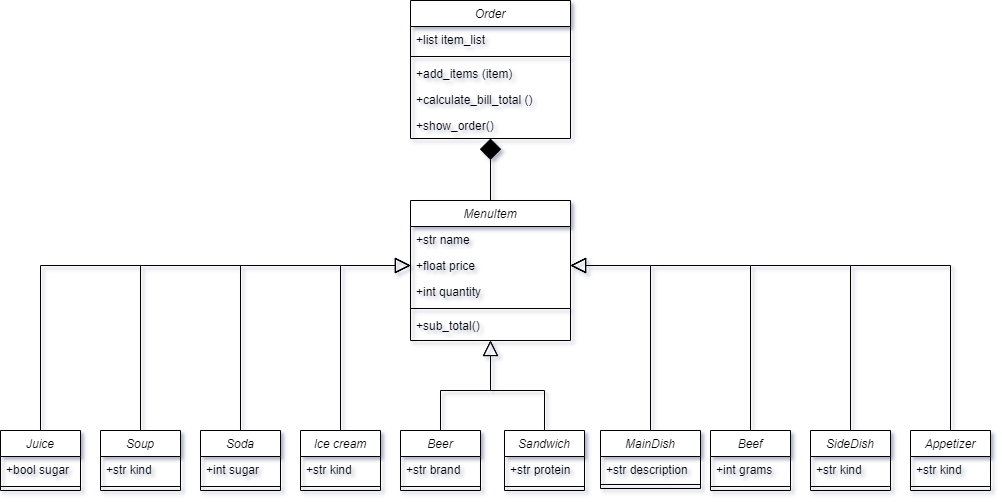 Order
+list item_list
+add_items (item)
+calculate_bill_total ()
+show_order()
MenuItem
+str name
+float price
+int quantity
+sub_total()
Juice
+bool sugar
Soup
+str kind
Soda
+int sugar
Ice cream
+str kind
Beer
+str brand
Sandwich
+str protein
MainDish
+str description
Beef
+int grams
SideDish
+str kind
Appetizer
+str kind